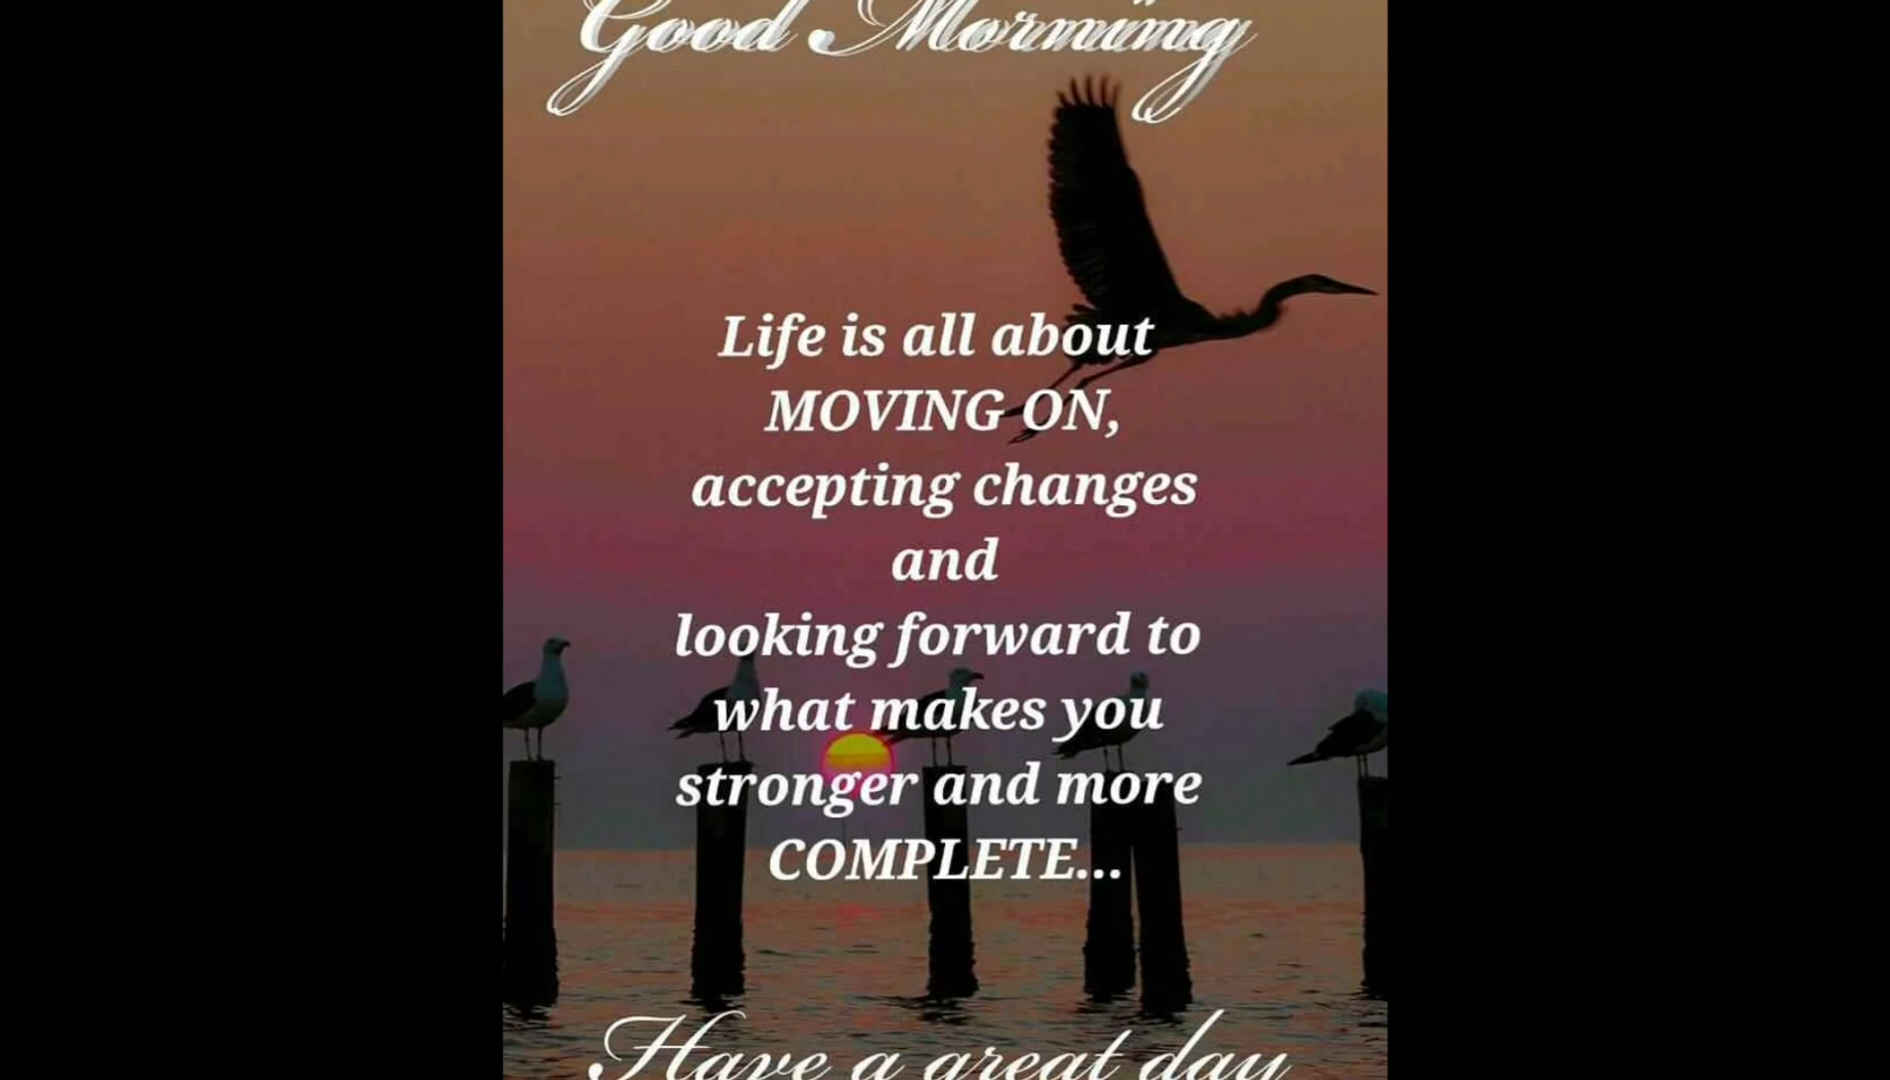 Good Morning
Life is all about
MOVING ON,
accepting changes
and
looking forward to
what makes you
stronger and more
COMPLETE...
Have a great day